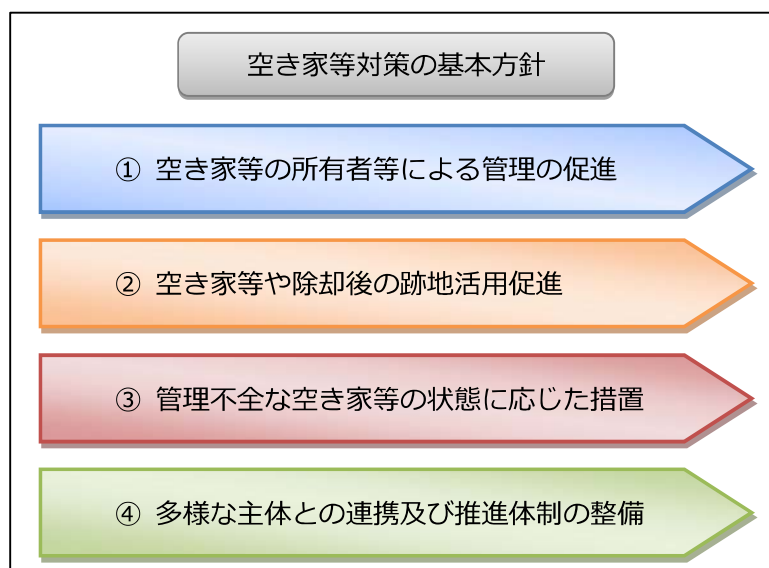 空き家等対策の基本方針
① 空き家等の所有者等による管理の促進
② 空き家等や除却後の跡地活用促進
③ 管理不全な空き家等の状態に応じた措置
④ 多様な主体との連携及び推進体制の整備